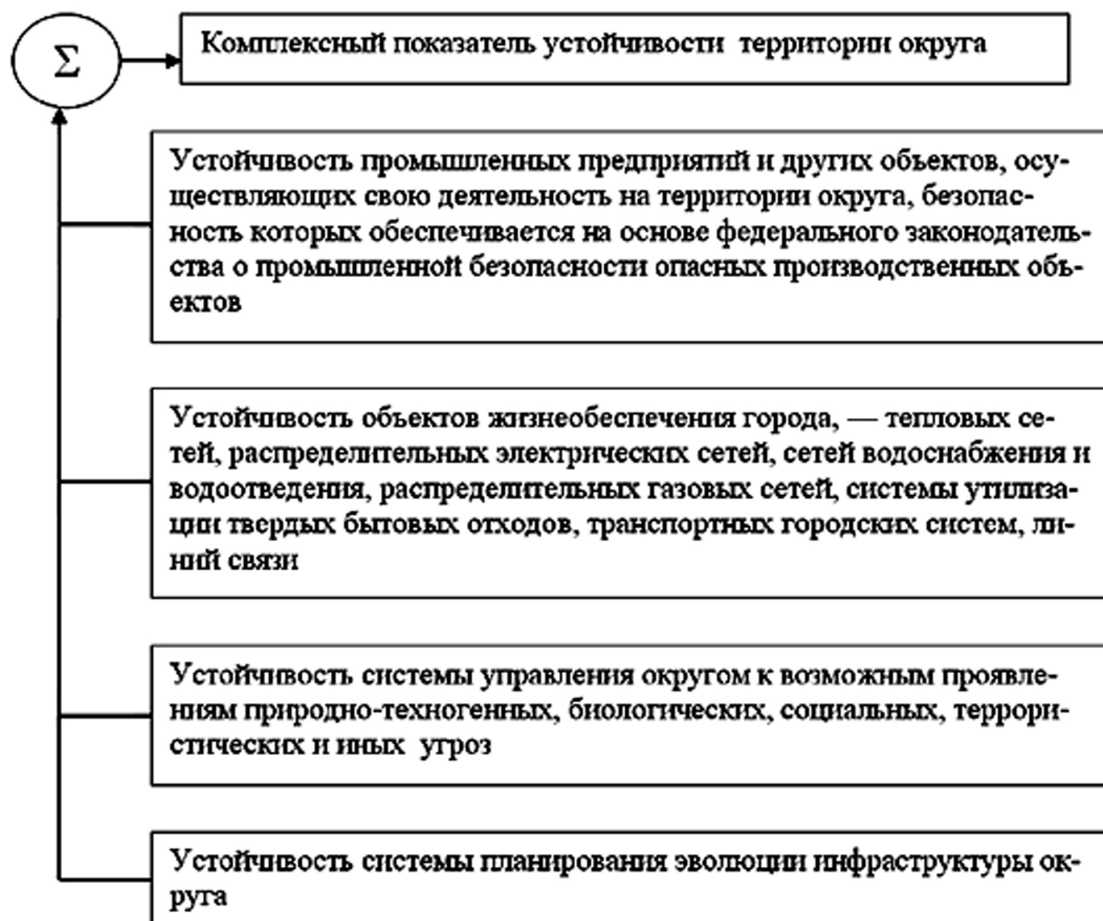 Σ
Комплексный показатель устойчивости территории округа
Устойчивость промышленных предприятий и других объектов, осу-
ществляющих свою деятельность на территории округа, безопас-
ность которых обеспечивается на основе федерального законодатель-
ства о промышленной безопасности опасных производственных объ-
ектов
Устойчивость объектов жизнеобеспечения города, — тепловых се-
тей, распределительных электрических сетей, сетей водоснабжения и
водоотведения, распределительных газовых сетей, системы утилиза-
ции твердых бытовых отходов, транспортных городских систем, ли-
ний связи
Устойчивость системы управления округом к возможным проявле-
ниям природно-техногенных, биологических, социальных, террори-
стических и иных угроз
Устойчивость системы планирования эволюции инфраструктуры ок-
руга